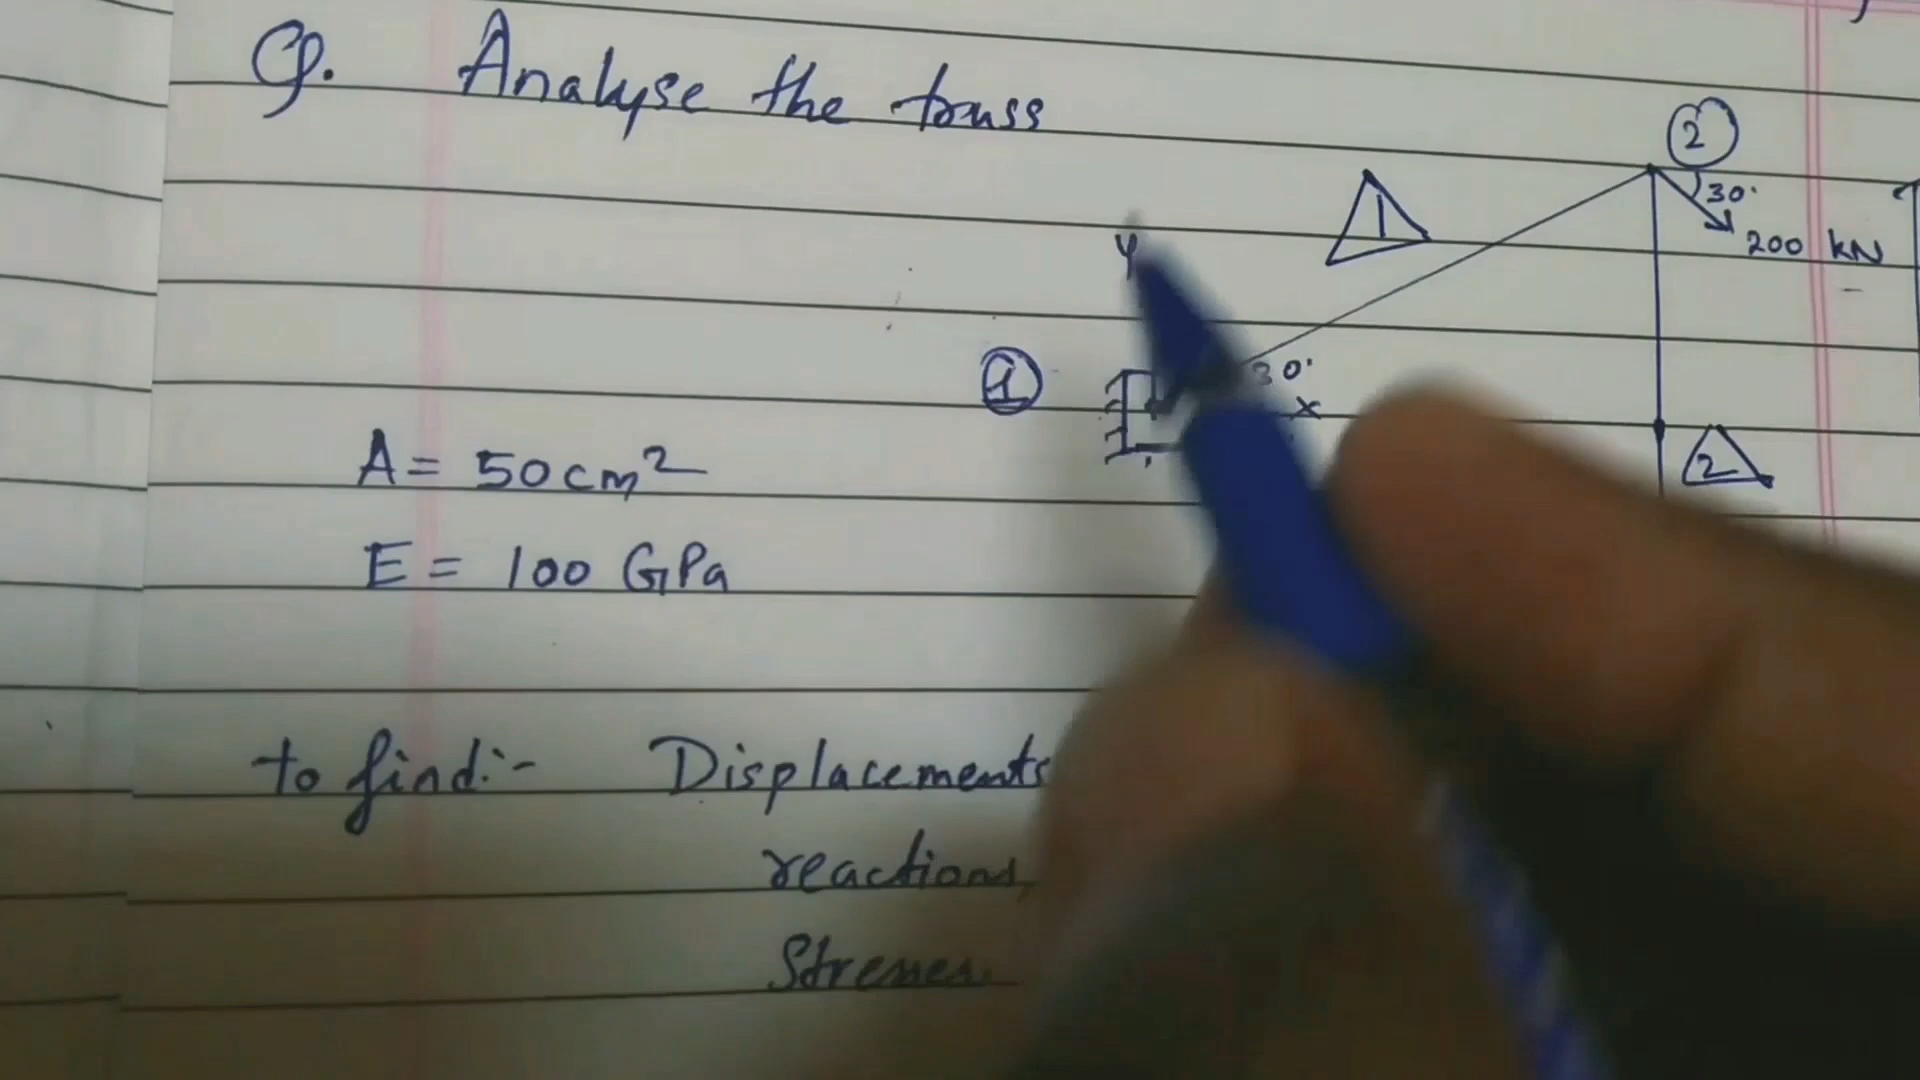 Q. Analyse the truss
2
30°
200 kN
1
y
1
30°
x
A = 50 cm²
2
E = 100 GPa
to find:- Displacements
reactions,
Stresses.